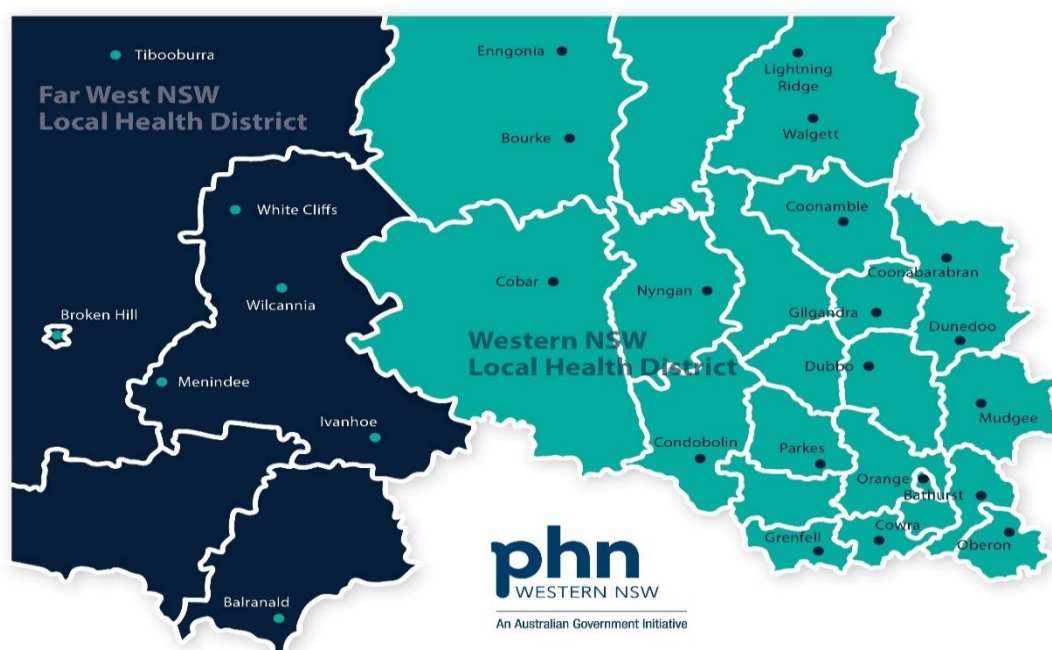 Tibooburra
Far West NSW
Local Health District
White Cliffs
Wilcannia
Broken Hill
Menindee
Ivanhoe
Balranald
Enngonia
Bourke
Lightning
Ridge
Walgett
Coonamble
Coonabarabran
Cobar
Nyngan
Gilgandra
Dunedoo
Western NSW
Local Health District
Dubbo
Mudgee
Condobolin
Parkes
Orange
Bathurst
Cowra
Grenfell
Oberon
phn
WESTERN NSW
An Australian Government Initiative